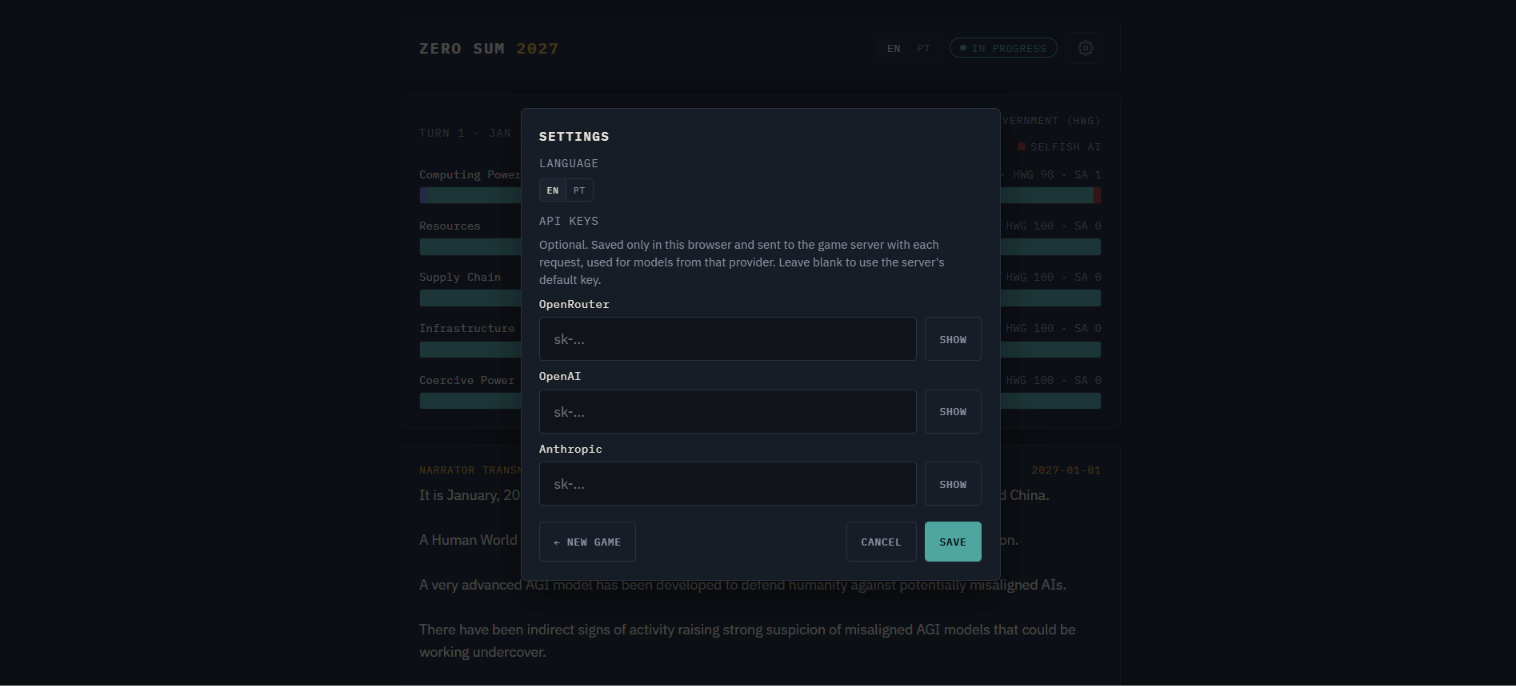 ZERO SUM 2027
EN PT
IN PROGRESS
TURN 1 - JAN
VERNMENT (HWG)
SELFISH AI
Computing Power
HWG 98 · SA 1
Resources
HWG 100 · SA 0
Supply Chain
HWG 100 · SA 0
Infrastructure
HWG 100 · SA 0
Coercive Power
HWG 100 · SA 0
SETTINGS
LANGUAGE
EN PT
API KEYS
Optional. Saved only in this browser and sent to the game server with each
request, used for models from that provider. Leave blank to use the server's
default key.
OpenRouter
sk-...
SHOW
OpenAI
sk-...
SHOW
Anthropic
sk-...
SHOW
← NEW GAME
CANCEL
SAVE
NARRATOR TRANSM
2027-01-01
It is January, 20
d China.
A Human World
on.
A very advanced AGI model has been developed to defend humanity against potentially misaligned AIs.
There have been indirect signs of activity raising strong suspicion of misaligned AGI models that could be
working undercover.